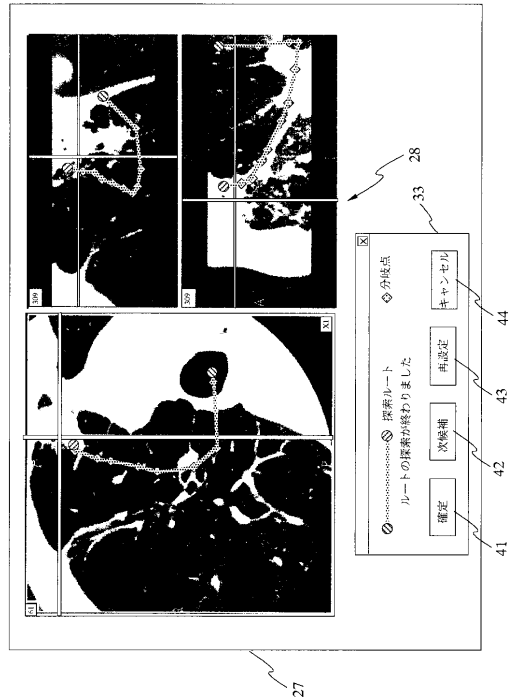 61
X1
309
309
28
33
X
探索ルート
分岐点
ルートの探索が終わりました
確定
次候補
再設定
キャンセル
41
42
43
44
27